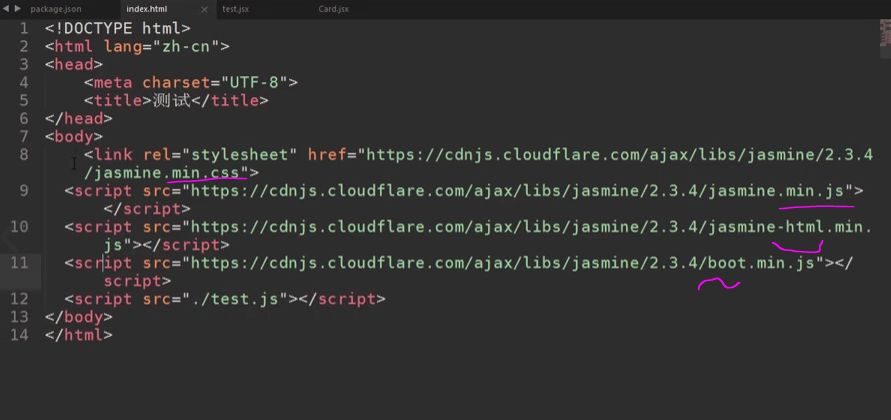 package.json index.html test.jsx Card.jsx
1 <!DOCTYPE html>
2 <html lang="zh-cn">
3 <head>
4 <meta charset="UTF-8">
5 <title>测试</title>
6 </head>
7 <body>
8 <link rel="stylesheet" href="https://cdnjs.cloudflare.com/ajax/libs/jasmine/2.3.4
/jasmine.min.css">
9 <script src="https://cdnjs.cloudflare.com/ajax/libs/jasmine/2.3.4/jasmine.min.js">
</script>
10 <script src="https://cdnjs.cloudflare.com/ajax/libs/jasmine/2.3.4/jasmine-html.min.
js"></script>
11 <script src="https://cdnjs.cloudflare.com/ajax/libs/jasmine/2.3.4/boot.min.js"></
script>
12 <script src="./test.js"></script>
13 </body>
14 </html>